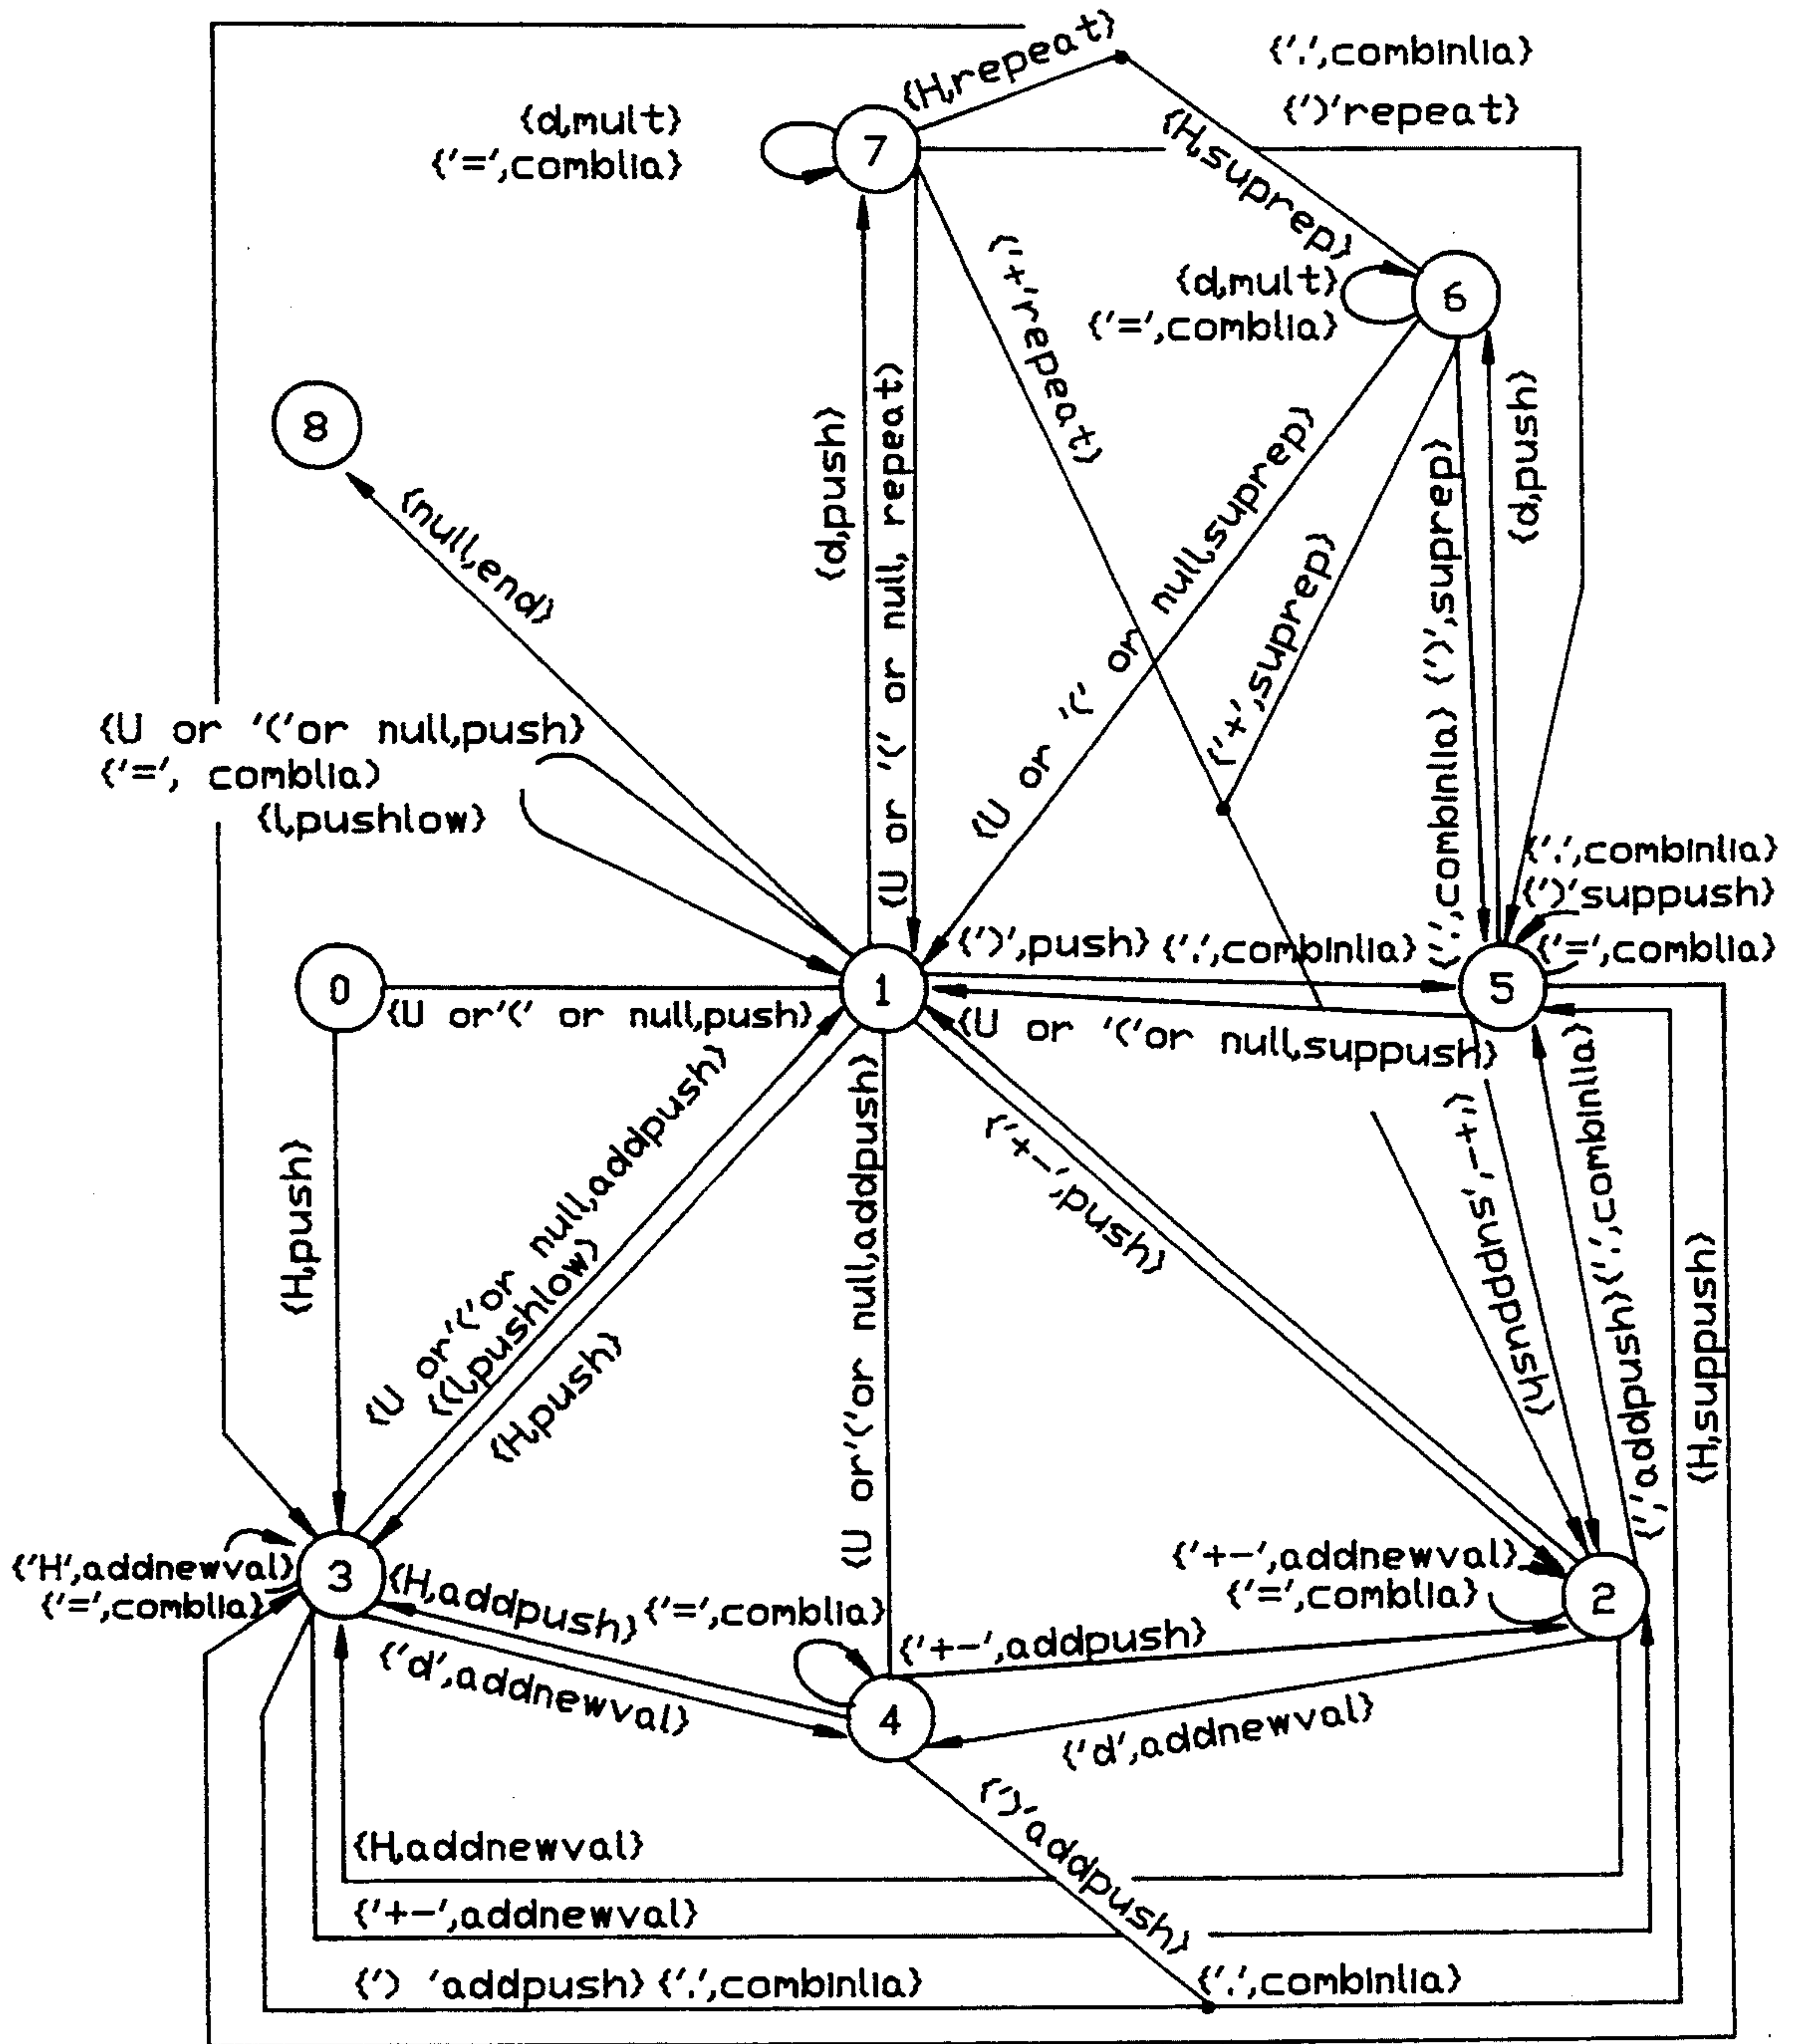 {H,repeat}
{'.',combinlia}
{')'repeat}
{d,mult}
{'=',comblia}
7
{H,suprep}
{'+'repeat}
{d,mult}
{'=',comblia}
6
8
{null,end}
{d,push}
{U or '(' or null, repeat}
{U or '(' or null,suprep}
{'+',suprep}
{'.',combinlia} {')',suprep}
{d,push}
{U or '('or null,push}
{'=', comblia)
{l,pushlow}
{'.',combinlia}
{')'suppush}
{'=',comblia}
0
1
5
{')',push} {'.',combinlia}
{U or'(' or null,push}
{U or '('or null,suppush}
{H,push}
{U or'('or null,addpush}
{(l,pushlow}
{H,push}
{U or'('or null,addpush}
{'+-',push}
{'+-'suppush}
{')'addpush}{'.',combinlia}
{H,suppush}
{'H',addnewval}
{'=',comblia}
3
{H,addpush}
{'=',comblia}
{'+-',addnewval}
{'=',comblia}
2
{'+-',addpush}
{'d',addnewval}
4
{'d',addnewval}
{')'addpush}
{H,addnewval}
{'+-',addnewval}
{') 'addpush} {'.',combinlia}
{'.',combinlia}